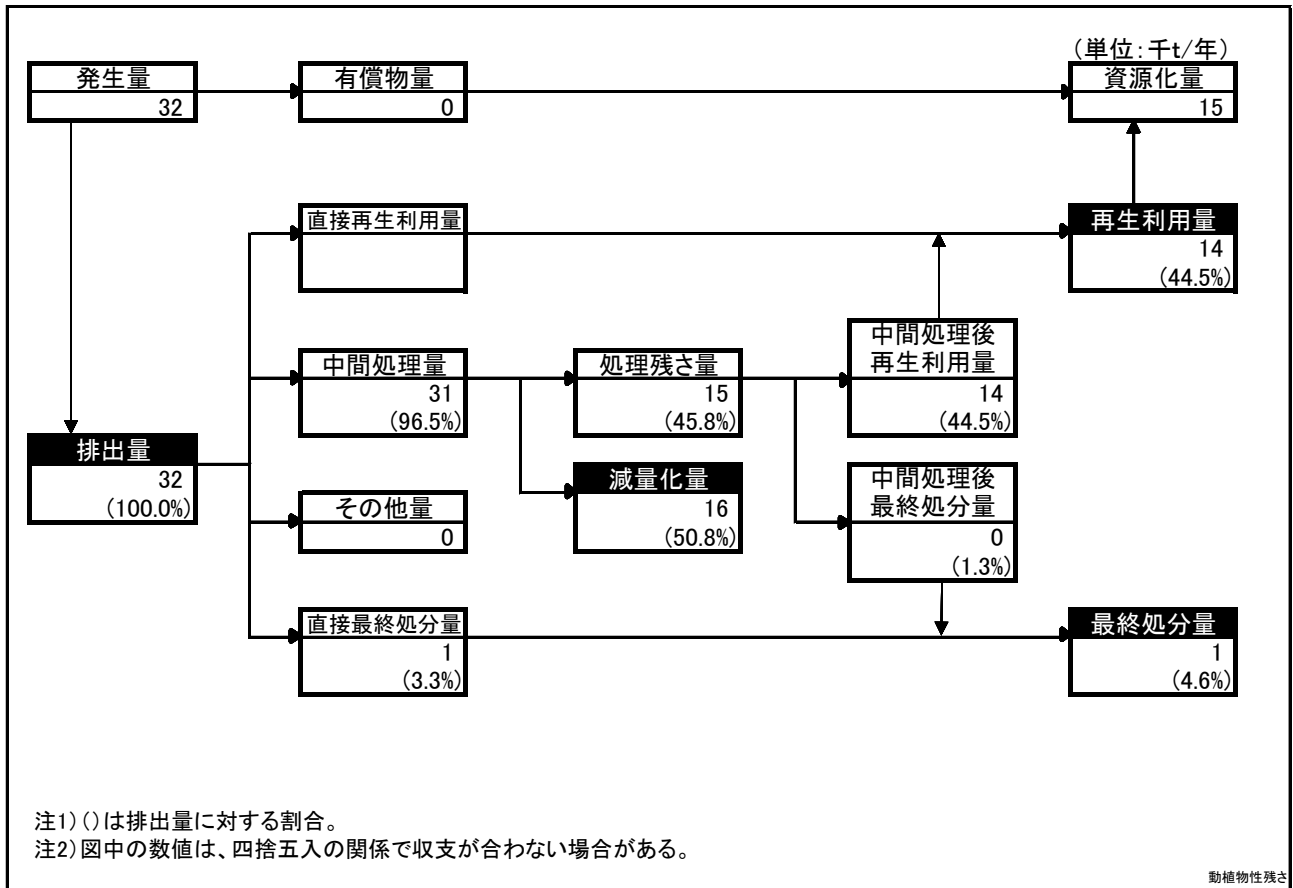 (単位:千t/年)
発生量
32
有償物量
0
資源化量
15
直接再生利用量
再生利用量
14
(44.5%)
中間処理量
31
(96.5%)
処理残さ量
15
(45.8%)
中間処理後
再生利用量
14
(44.5%)
排出量
32
(100.0%)
減量化量
16
(50.8%)
中間処理後
最終処分量
0
(1.3%)
その他量
0
直接最終処分量
1
(3.3%)
最終処分量
1
(4.6%)
注1)()は排出量に対する割合。
注2)図中の数値は、四捨五入の関係で収支が合わない場合がある。
動植物性残さ